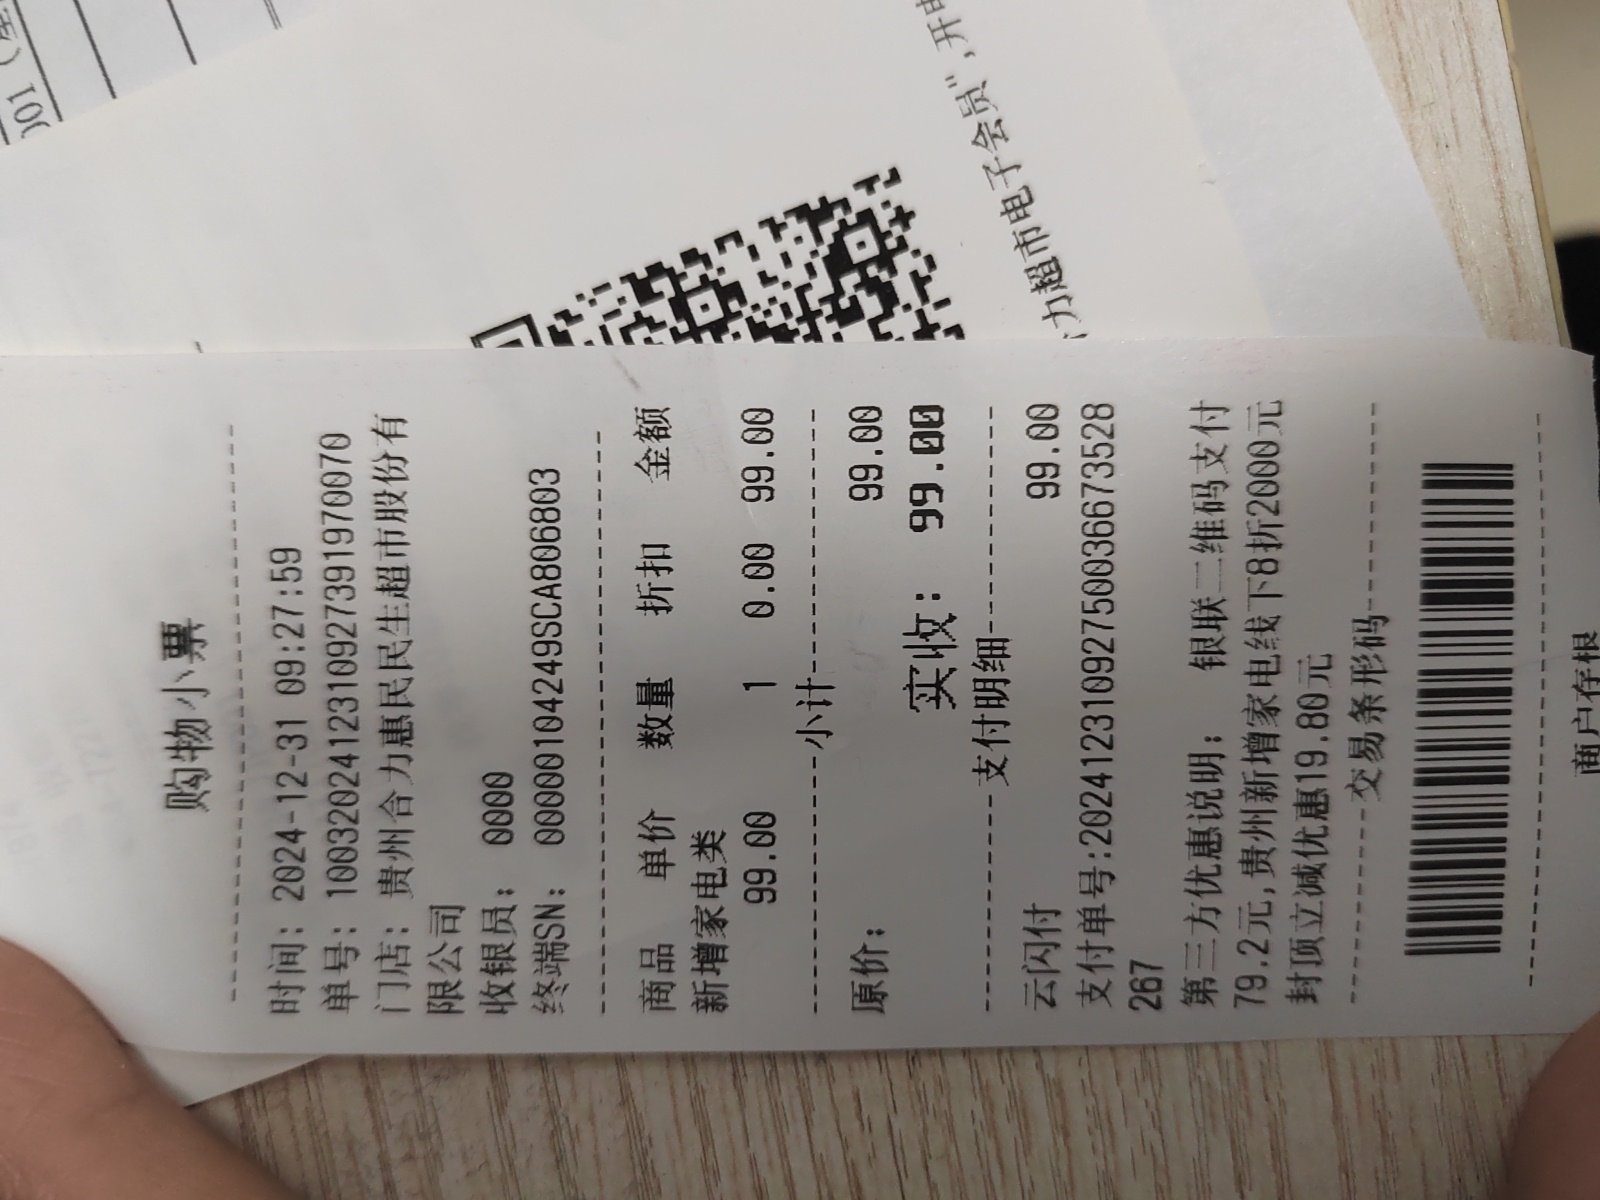 购物小票
时间: 2024-12-31 09:27:59
单号: 100320241231092739197​0070
门店: 贵州合力惠民民生超市股份有
限公司
收银员: 0000
终端SN: 00000104249SCA806803
商品 单价 数量 折扣 金额
新增家电类
99.00 1 0.00 99.00
小计
原价: 99.00
实收: 99.00
支付明细
云闪付 99.00
支付单号:2024123109275003667​3528
267
第三方优惠说明: 银联二维码支付
79.2元,贵州新增家电线下8折2000元
封顶立减优惠19.80元
交易条形码
商户存根
力超市电子会员",开
001